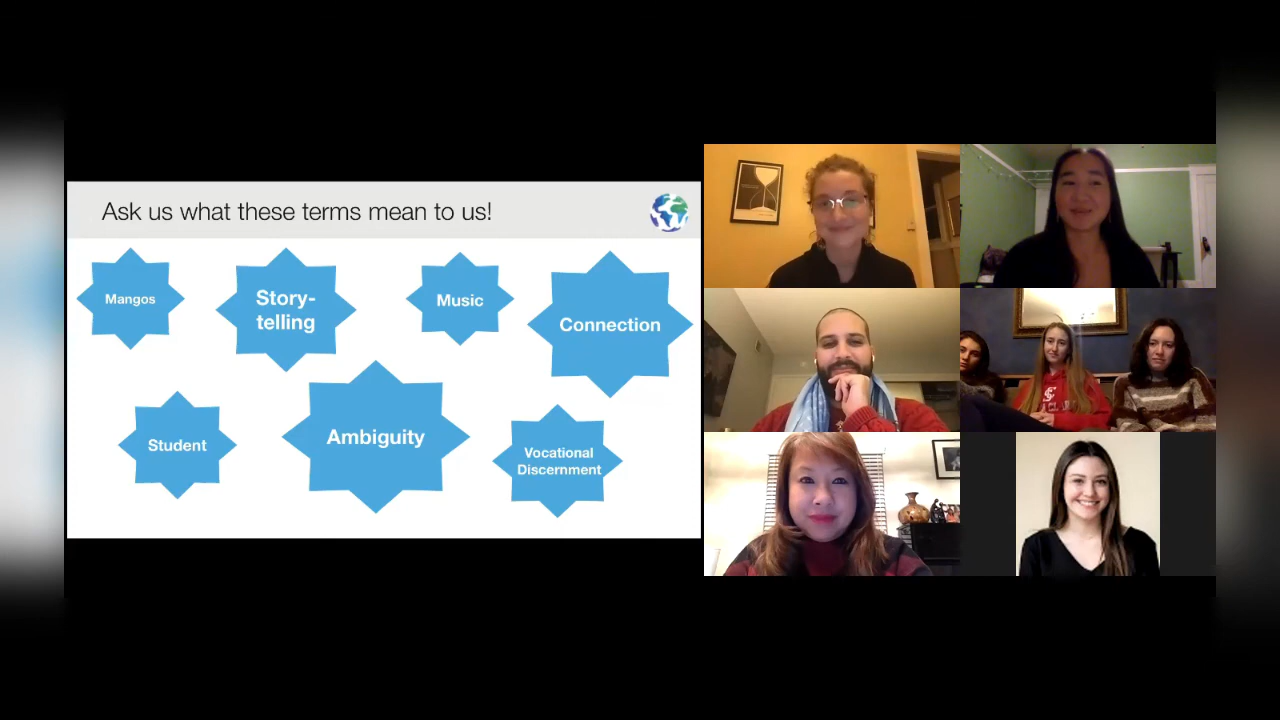 Ask us what these terms mean to us!
Mangos
Story-
telling
Music
Connection
Student
Ambiguity
Vocational
Discernment